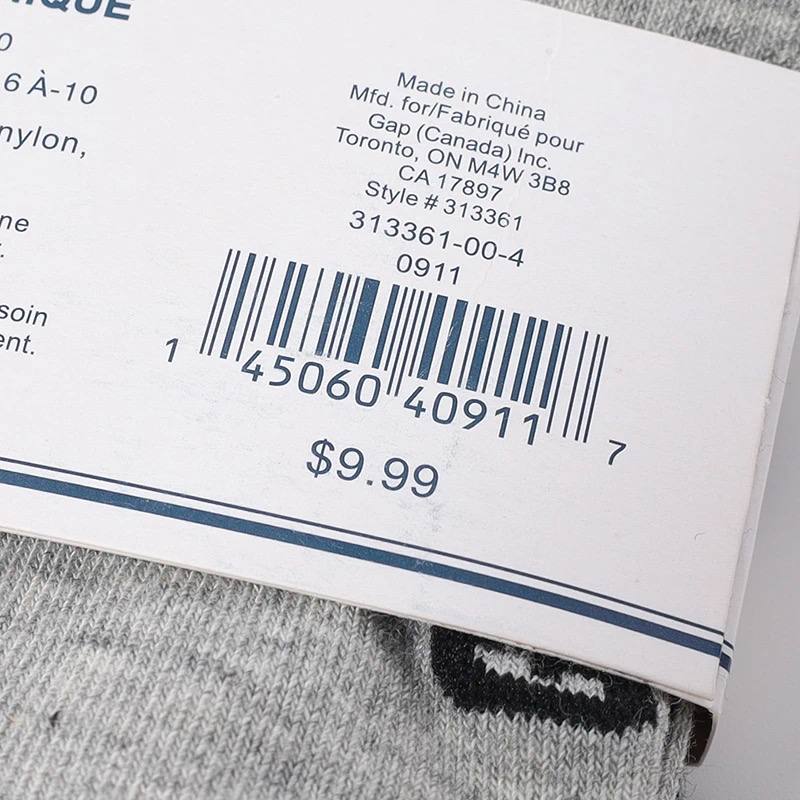 IQUE
0
6 À-10
nylon,
ne
soin
ent.
Made in China
Mfd. for/Fabriqué pour
Gap (Canada) Inc.
Toronto, ON M4W 3B8
CA 17897
Style # 313361
313361-00-4
0911
1 45060 40911 7
$9.99